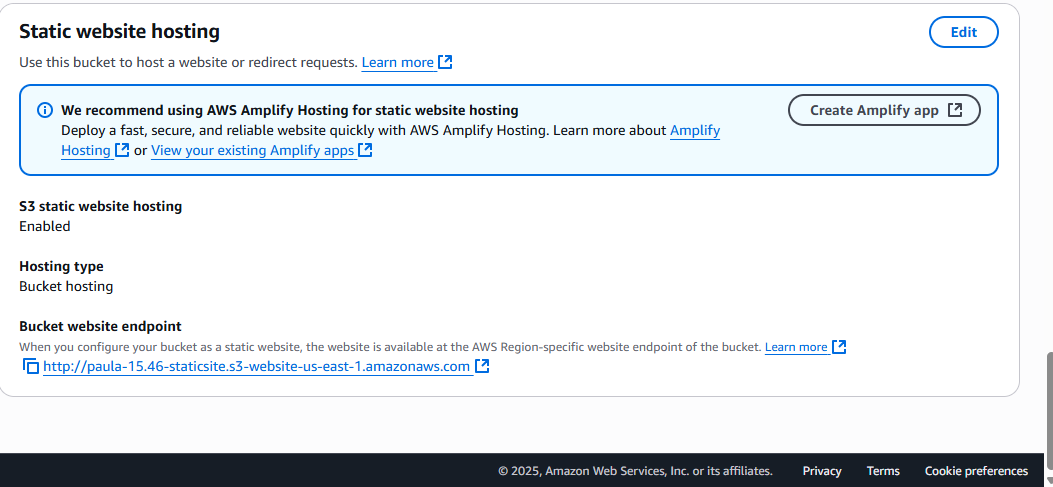 Static website hosting
Edit
Use this bucket to host a website or redirect requests. Learn more
We recommend using AWS Amplify Hosting for static website hosting
Create Amplify app
Deploy a fast, secure, and reliable website quickly with AWS Amplify Hosting. Learn more about Amplify
Hosting or View your existing Amplify apps
S3 static website hosting
Enabled
Hosting type
Bucket hosting
Bucket website endpoint
When you configure your bucket as a static website, the website is available at the AWS Region-specific website endpoint of the bucket. Learn more
http://paula-15.46-staticsite.s3-website-us-east-1.amazonaws.com
© 2025, Amazon Web Services, Inc. or its affiliates. Privacy Terms Cookie preferences